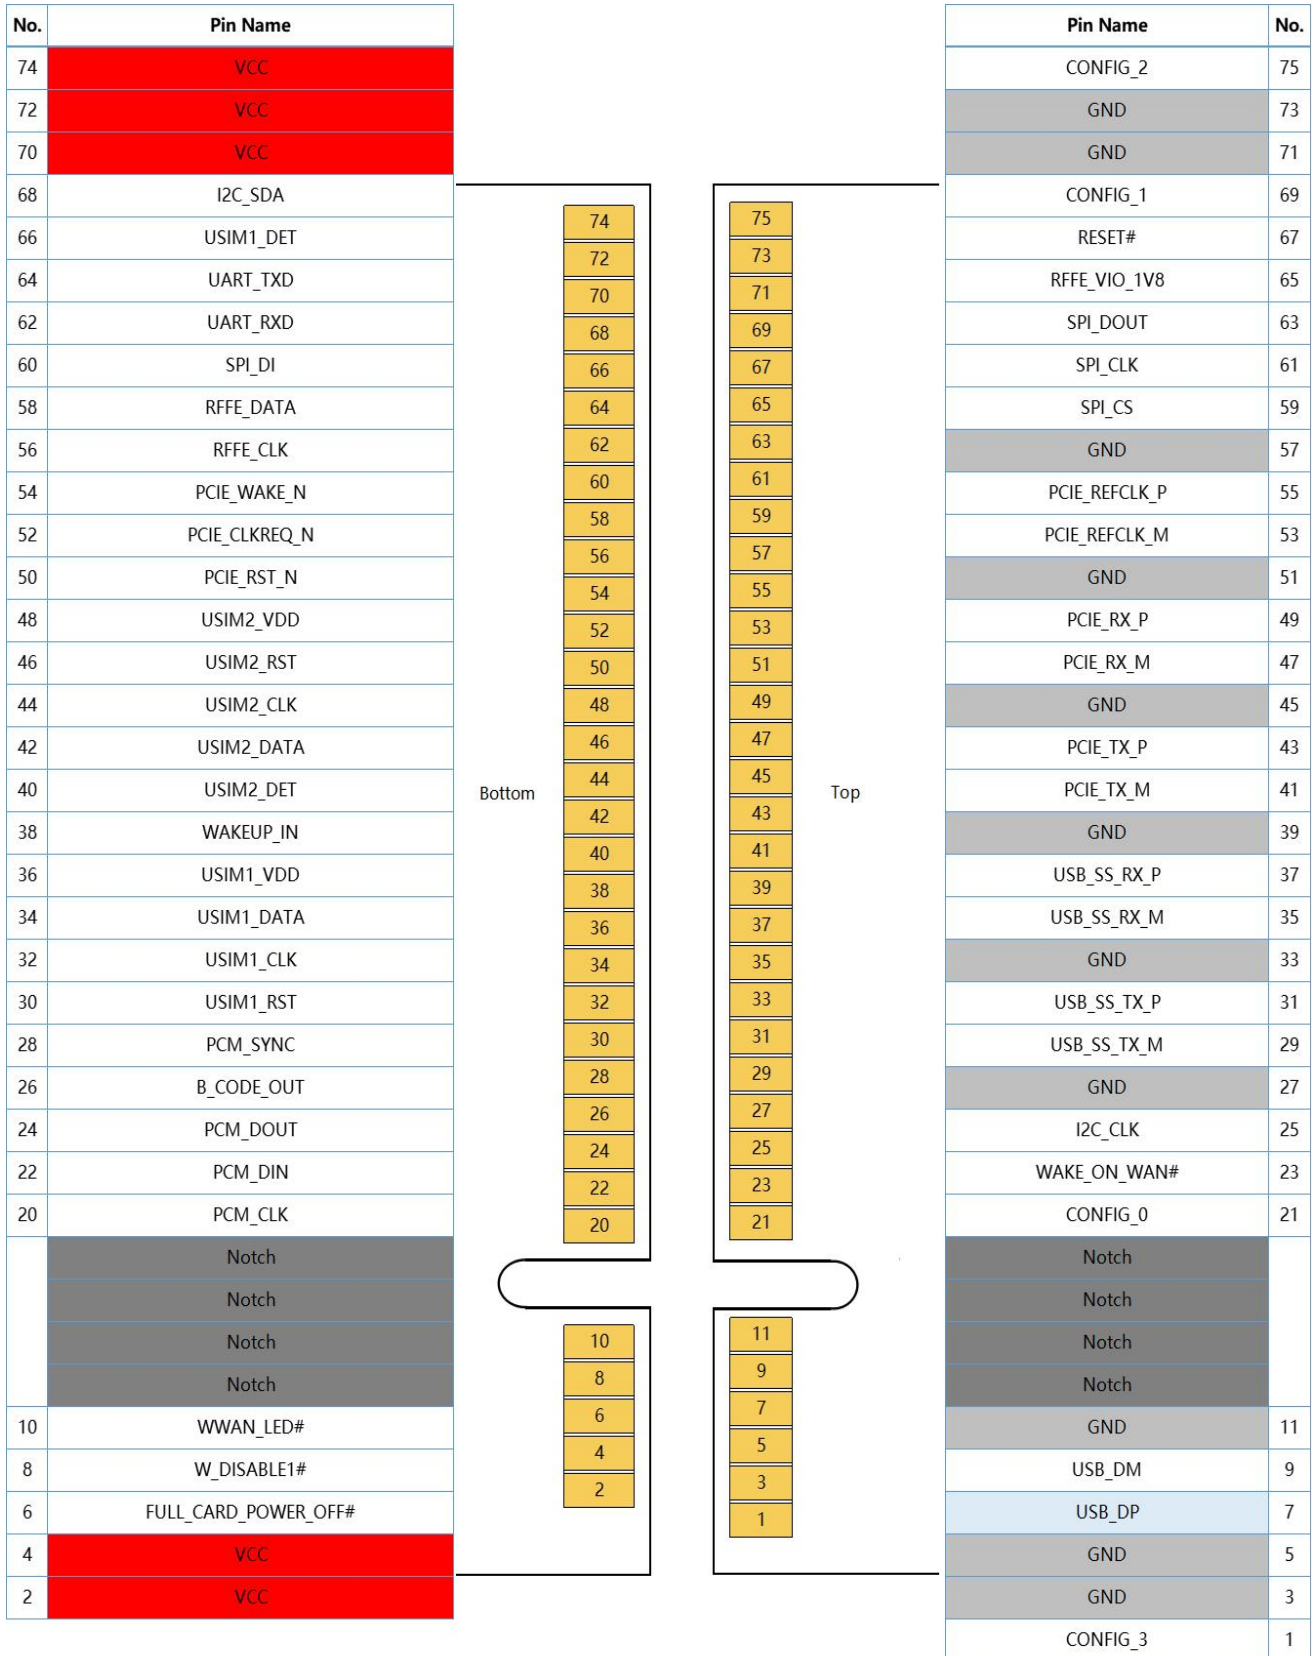 No. Pin Name
74 VCC
72 VCC
70 VCC
68 I2C_SDA
66 USIM1_DET
64 UART_TXD
62 UART_RXD
60 SPI_DI
58 RFFE_DATA
56 RFFE_CLK
54 PCIE_WAKE_N
52 PCIE_CLKREQ_N
50 PCIE_RST_N
48 USIM2_VDD
46 USIM2_RST
44 USIM2_CLK
42 USIM2_DATA
40 USIM2_DET
38 WAKEUP_IN
36 USIM1_VDD
34 USIM1_DATA
32 USIM1_CLK
30 USIM1_RST
28 PCM_SYNC
26 B_CODE_OUT
24 PCM_DOUT
22 PCM_DIN
20 PCM_CLK
Notch
Notch
Notch
Notch
10 WWAN_LED#
8 W_DISABLE1#
6 FULL_CARD_POWER_OFF#
4 VCC
2 VCC
Bottom
74
72
70
68
66
64
62
60
58
56
54
52
50
48
46
44
42
40
38
36
34
32
30
28
26
24
22
20
10
8
6
4
2
75
73
71
69
67
65
63
61
59
57
55
53
51
49
47
45
43
41
39
37
35
33
31
29
27
25
23
21
11
9
7
5
3
1
Top
Pin Name No.
CONFIG_2 75
GND 73
GND 71
CONFIG_1 69
RESET# 67
RFFE_VIO_1V8 65
SPI_DOUT 63
SPI_CLK 61
SPI_CS 59
GND 57
PCIE_REFCLK_P 55
PCIE_REFCLK_M 53
GND 51
PCIE_RX_P 49
PCIE_RX_M 47
GND 45
PCIE_TX_P 43
PCIE_TX_M 41
GND 39
USB_SS_RX_P 37
USB_SS_RX_M 35
GND 33
USB_SS_TX_P 31
USB_SS_TX_M 29
GND 27
I2C_CLK 25
WAKE_ON_WAN# 23
CONFIG_0 21
Notch
Notch
Notch
Notch
GND 11
USB_DM 9
USB_DP 7
GND 5
GND 3
CONFIG_3 1